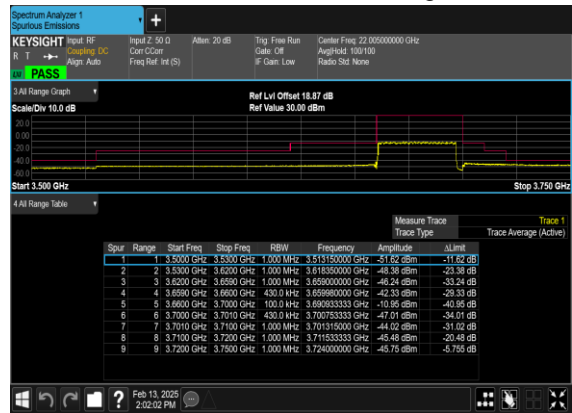 Spectrum Analyzer 1
Spurious Emissions
KEYSIGHT Input: RF Input Z: 50 Ω Atten: 20 dB Trig: Free Run Center Freq: 22.005000000 GHz
R T Coupling: DC Corr CCorr Gate: Off Avg|Hold: 100/100
Align: Auto Freq Ref: Int (S) IF Gain: Low Radio Std: None
PASS
3 All Range Graph
Ref Lvl Offset 18.87 dB
Scale/Div 10.0 dB Ref Value 30.00 dBm
20.0
0.00
-20.0
-40.0
-60.0
Start 3.500 GHz Stop 3.750 GHz
4 All Range Table
Measure Trace Trace 1
Trace Type Trace Average (Active)
Spur Range Start Freq Stop Freq RBW Frequency Amplitude ΔLimit
1 1 3.5000 GHz 3.5300 GHz 1.000 MHz 3.513150000 GHz -51.62 dBm -11.62 dB
2 2 3.5300 GHz 3.6200 GHz 1.000 MHz 3.618350000 GHz -48.38 dBm -23.38 dB
3 3 3.6200 GHz 3.6590 GHz 1.000 MHz 3.659000000 GHz -46.24 dBm -33.24 dB
4 4 3.6590 GHz 3.6600 GHz 430.0 kHz 3.659980000 GHz -42.33 dBm -29.33 dB
5 5 3.6600 GHz 3.7000 GHz 100.0 kHz 3.690933333 GHz -10.95 dBm -40.95 dB
6 6 3.7000 GHz 3.7010 GHz 430.0 kHz 3.700753333 GHz -47.01 dBm -34.01 dB
7 7 3.7010 GHz 3.7100 GHz 1.000 MHz 3.701315000 GHz -44.02 dBm -31.02 dB
8 8 3.7100 GHz 3.7200 GHz 1.000 MHz 3.711533333 GHz -45.48 dBm -20.48 dB
9 9 3.7200 GHz 3.7500 GHz 1.000 MHz 3.724000000 GHz -45.75 dBm -5.755 dB
? Feb 13, 2025
2:02:02 PM